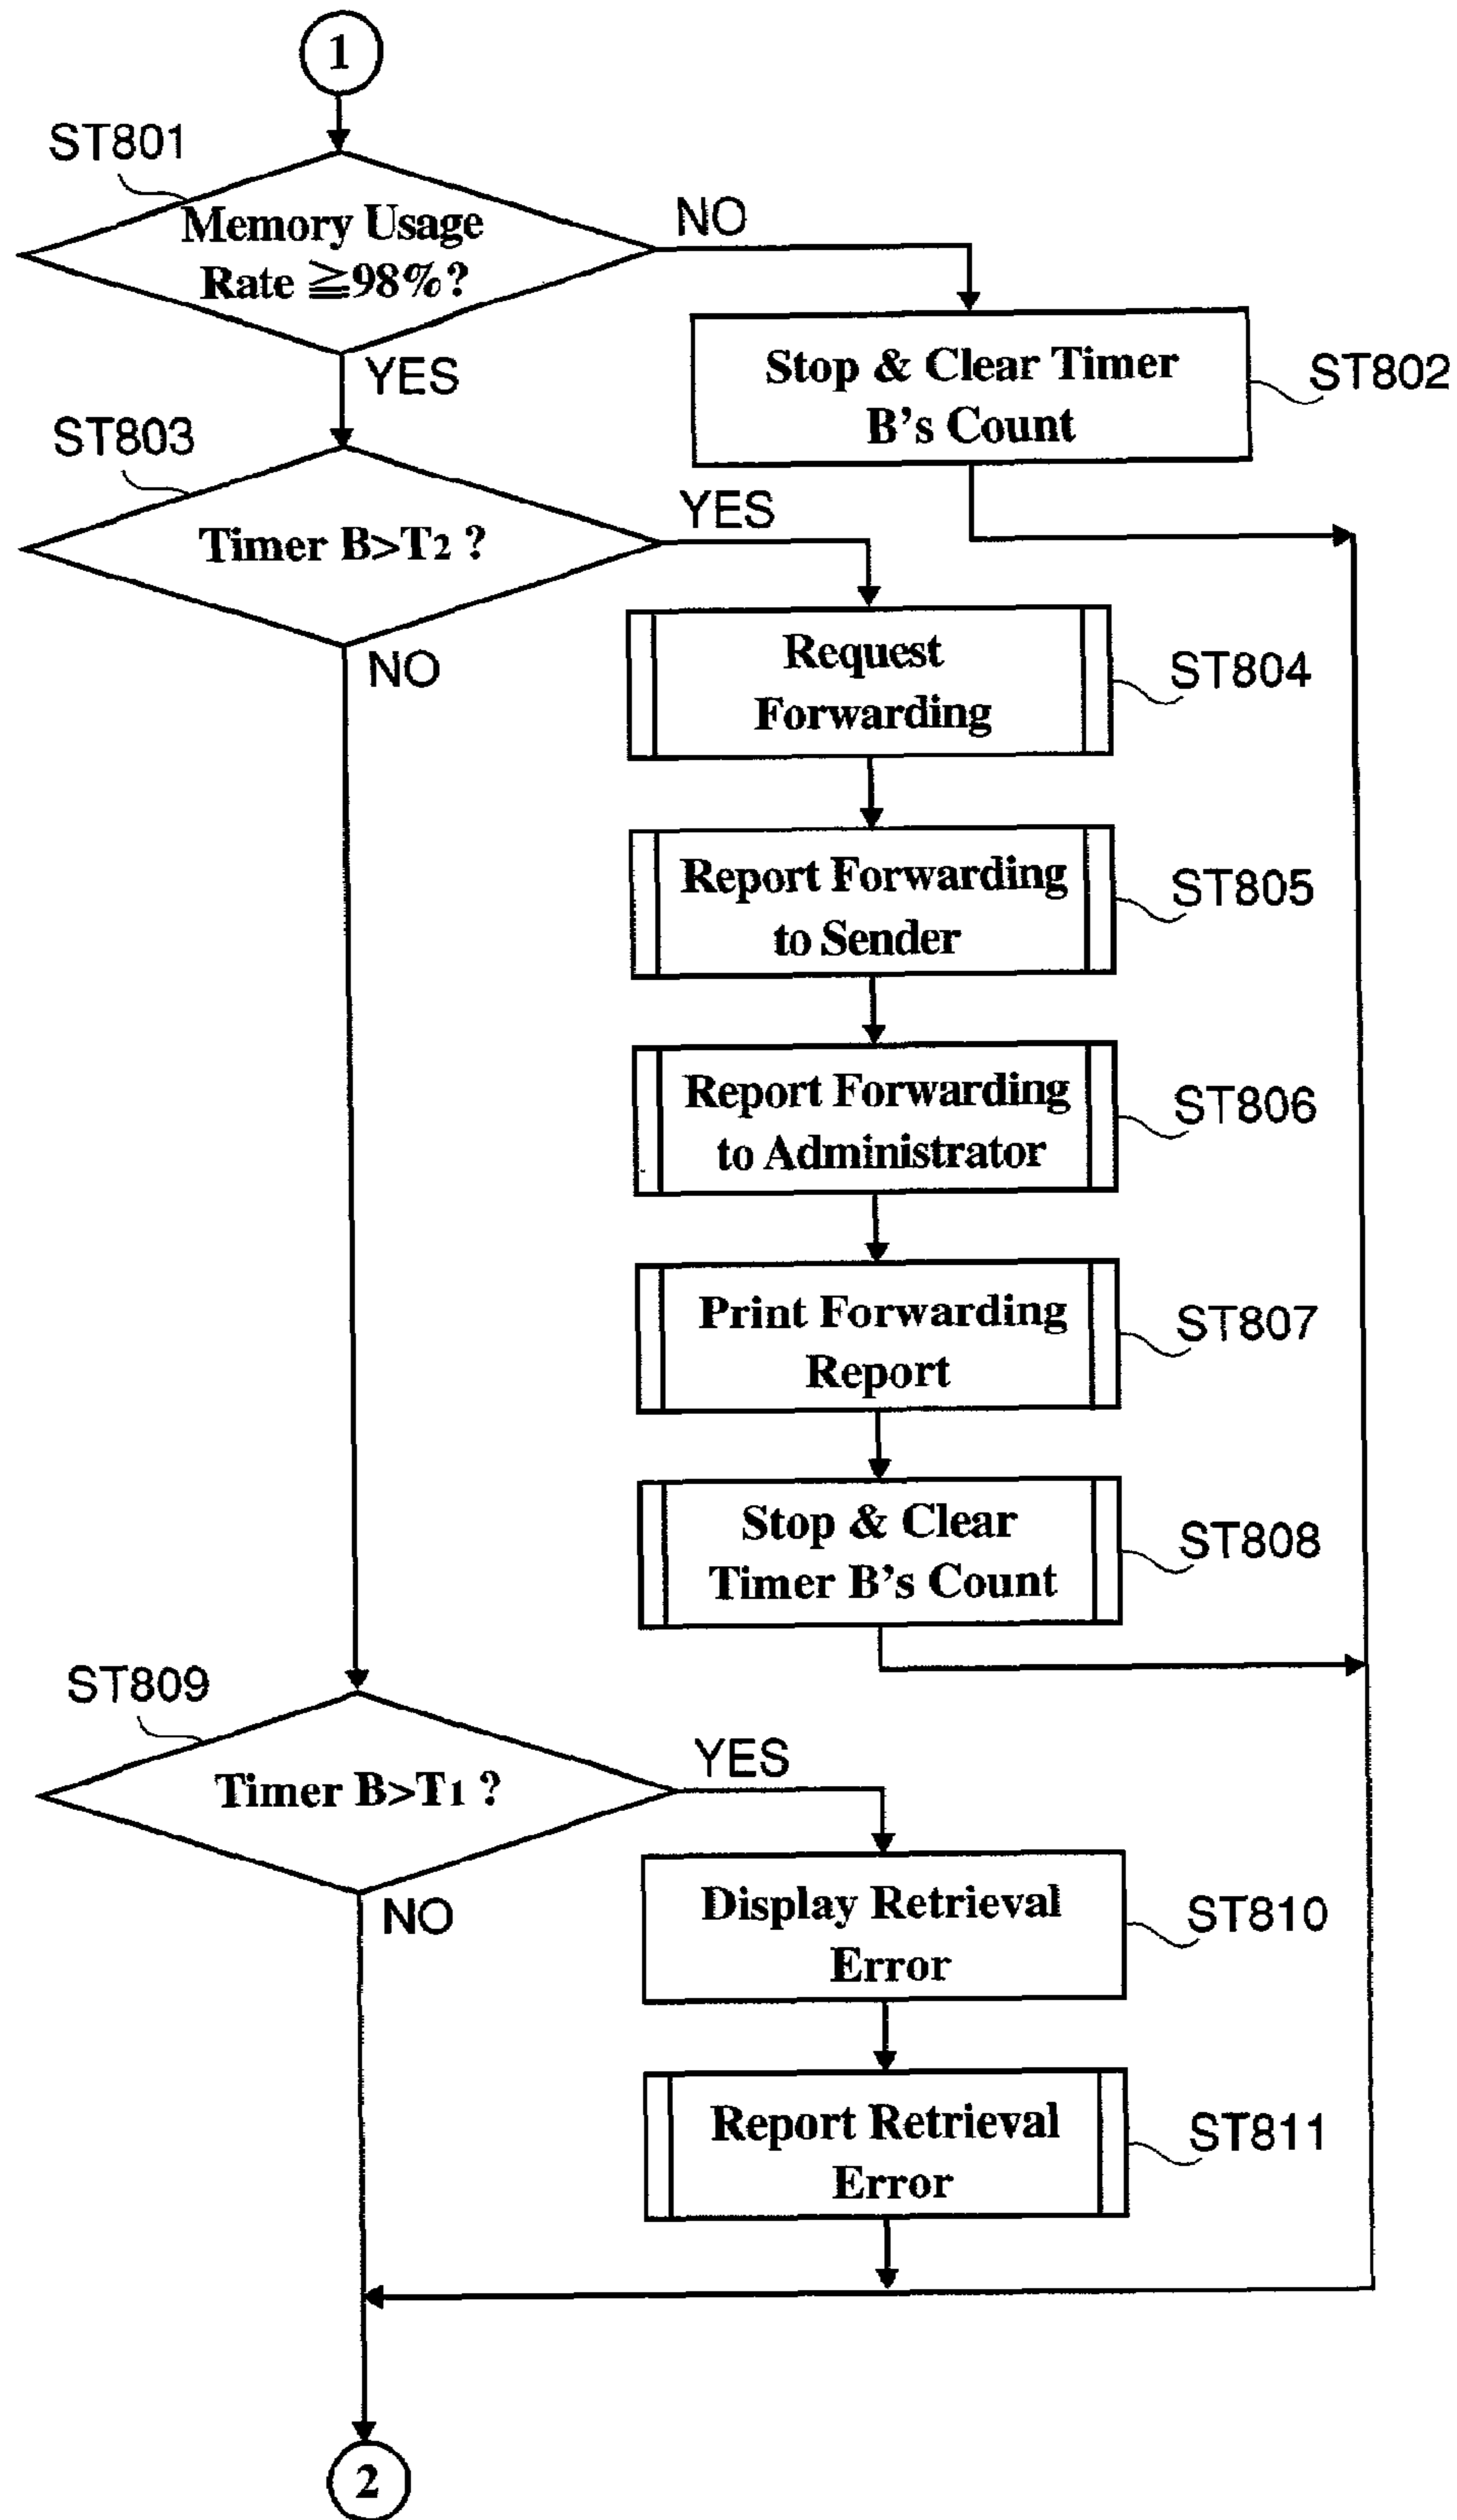 1
ST801
Memory Usage
Rate ≧98%?
NO
YES
Stop & Clear Timer
B's Count
ST802
ST803
Timer B>T2 ?
YES
NO
Request
Forwarding
ST804
Report Forwarding
to Sender
ST805
Report Forwarding
to Administrator
ST806
Print Forwarding
Report
ST807
Stop & Clear
Timer B's Count
ST808
ST809
Timer B>T1 ?
YES
NO
Display Retrieval
Error
ST810
Report Retrieval
Error
ST811
2